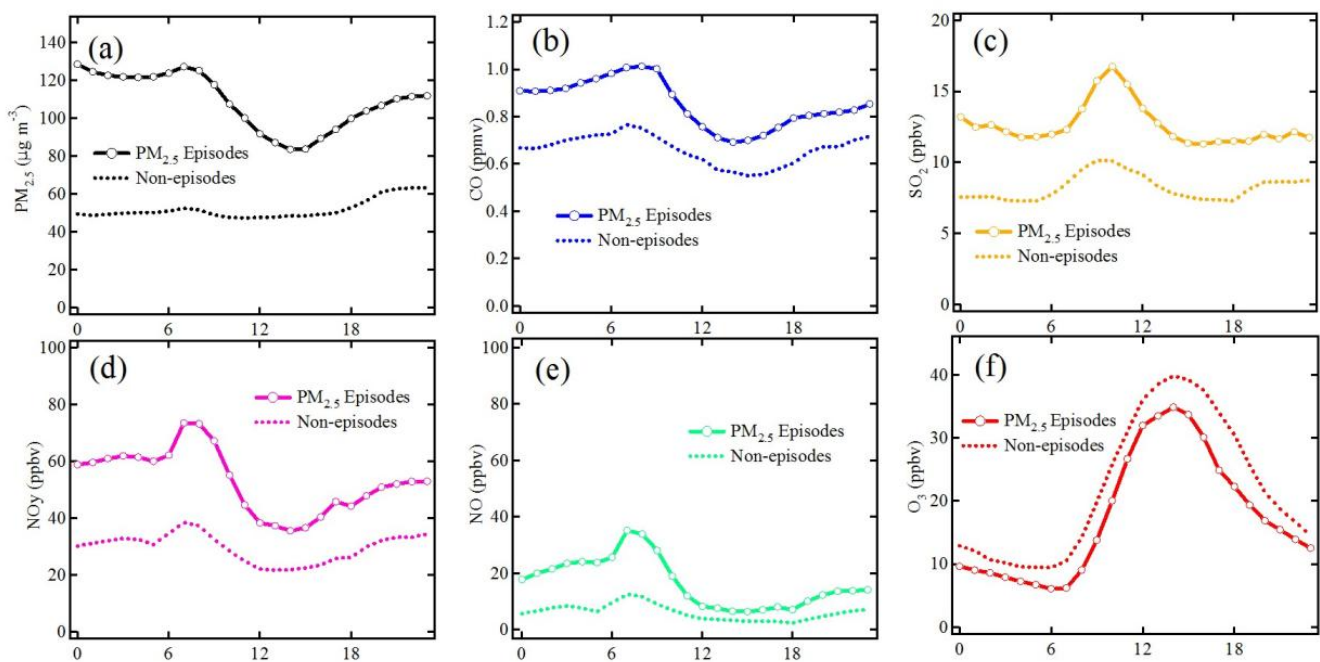 (a)
PM2.5 (μg m-3)
140
120
100
80
60
40
20
0
PM2.5 Episodes
Non-episodes
0 6 12 18
(b)
CO (ppmv)
1.2
1.0
0.8
0.6
0.4
0.2
0.0
PM2.5 Episodes
Non-episodes
0 6 12 18
(c)
SO2 (ppbv)
20
15
10
5
0
PM2.5 Episodes
Non-episodes
0 6 12 18
(d)
NOy (ppbv)
100
80
60
40
20
0
PM2.5 Episodes
Non-episodes
0 6 12 18
(e)
NO (ppbv)
100
80
60
40
20
0
PM2.5 Episodes
Non-episodes
0 6 12 18
(f)
O3 (ppbv)
40
30
20
10
0
PM2.5 Episodes
Non-episodes
0 6 12 18